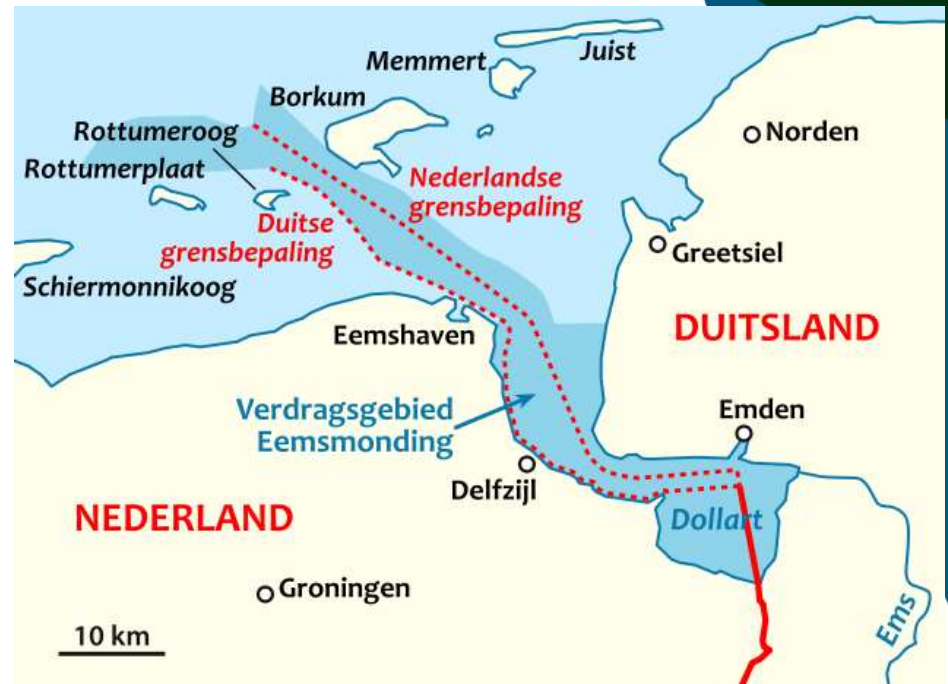 Juist
Memmert
Borkum
Rottumeroog
Norden
Rottumerplaat
Nederlandse
grensbepaling
Duitse
grensbepaling
Greetsiel
Schiermonnikoog
Eemshaven
DUITSLAND
Verdragsgebied
Eemsmonding
Emden
Delfzijl
NEDERLAND
Dollart
Groningen
Ems
10 km